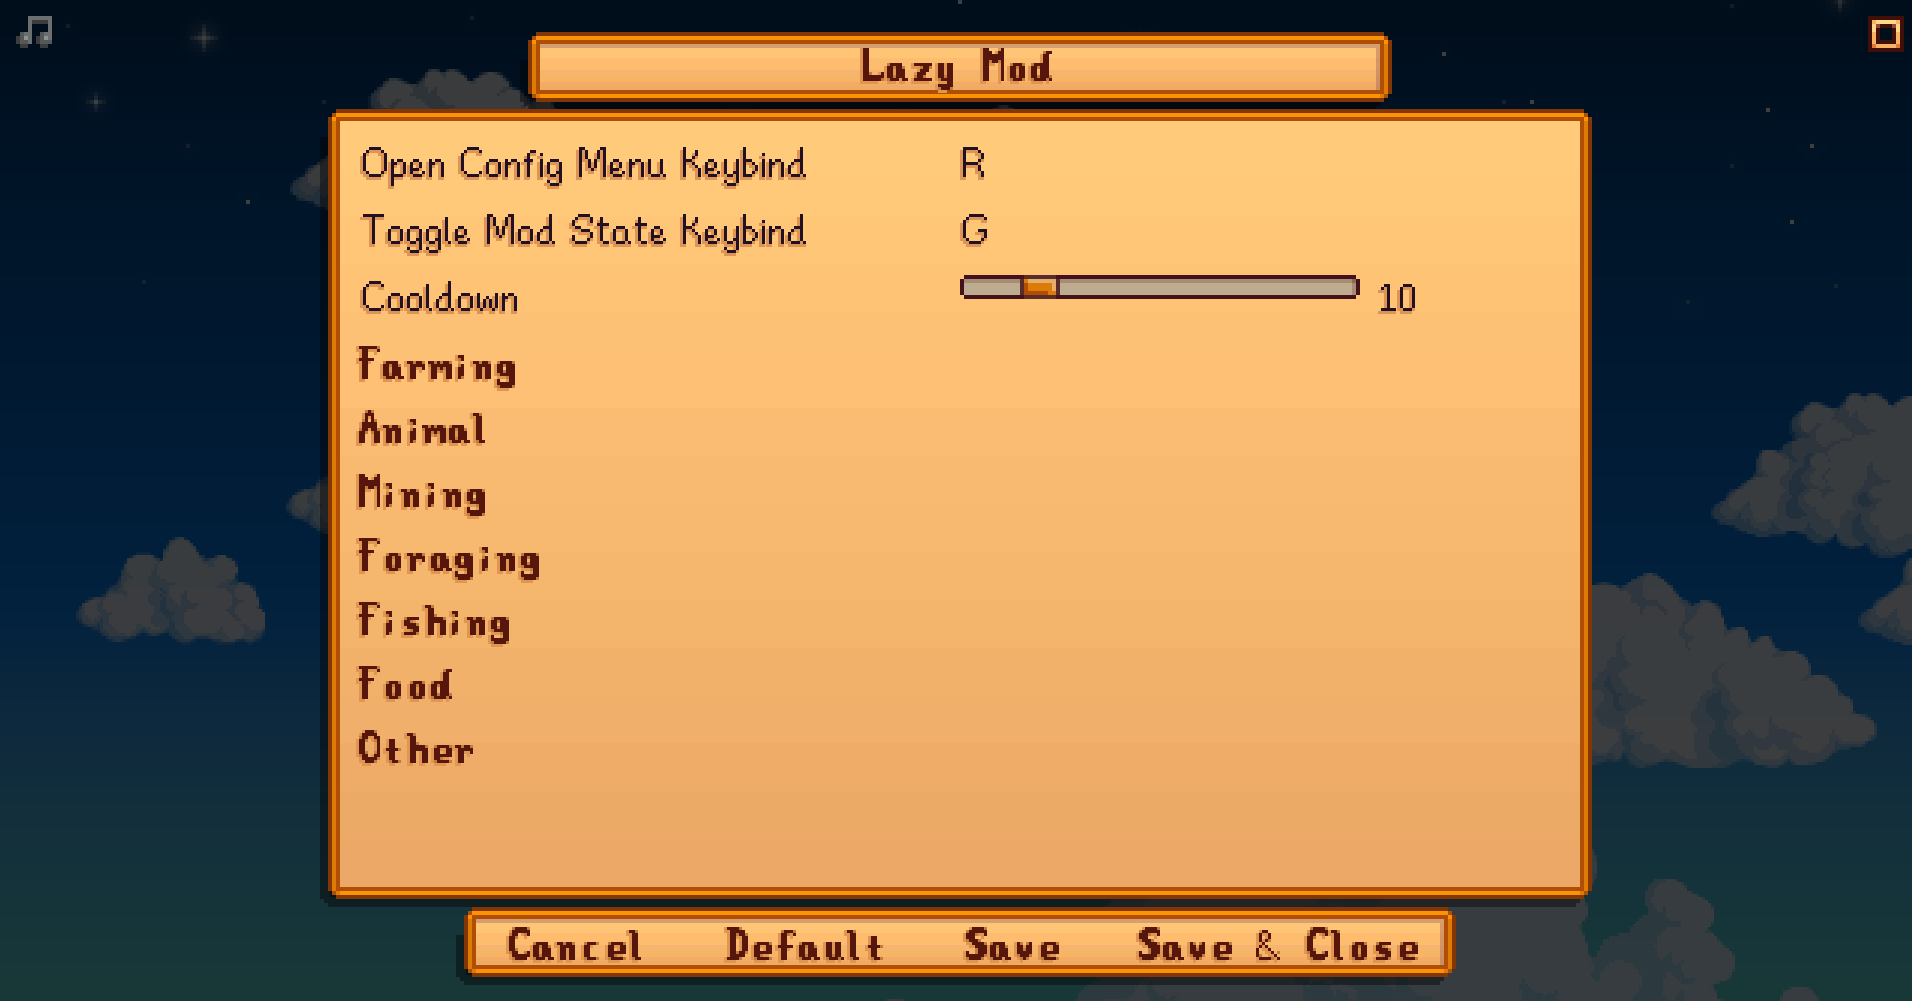 Lazy Mod
Open Config Menu Keybind R
Toggle Mod State Keybind G
Cooldown 10
Farming
Animal
Mining
Foraging
Fishing
Food
Other
Cancel Default Save Save & Close